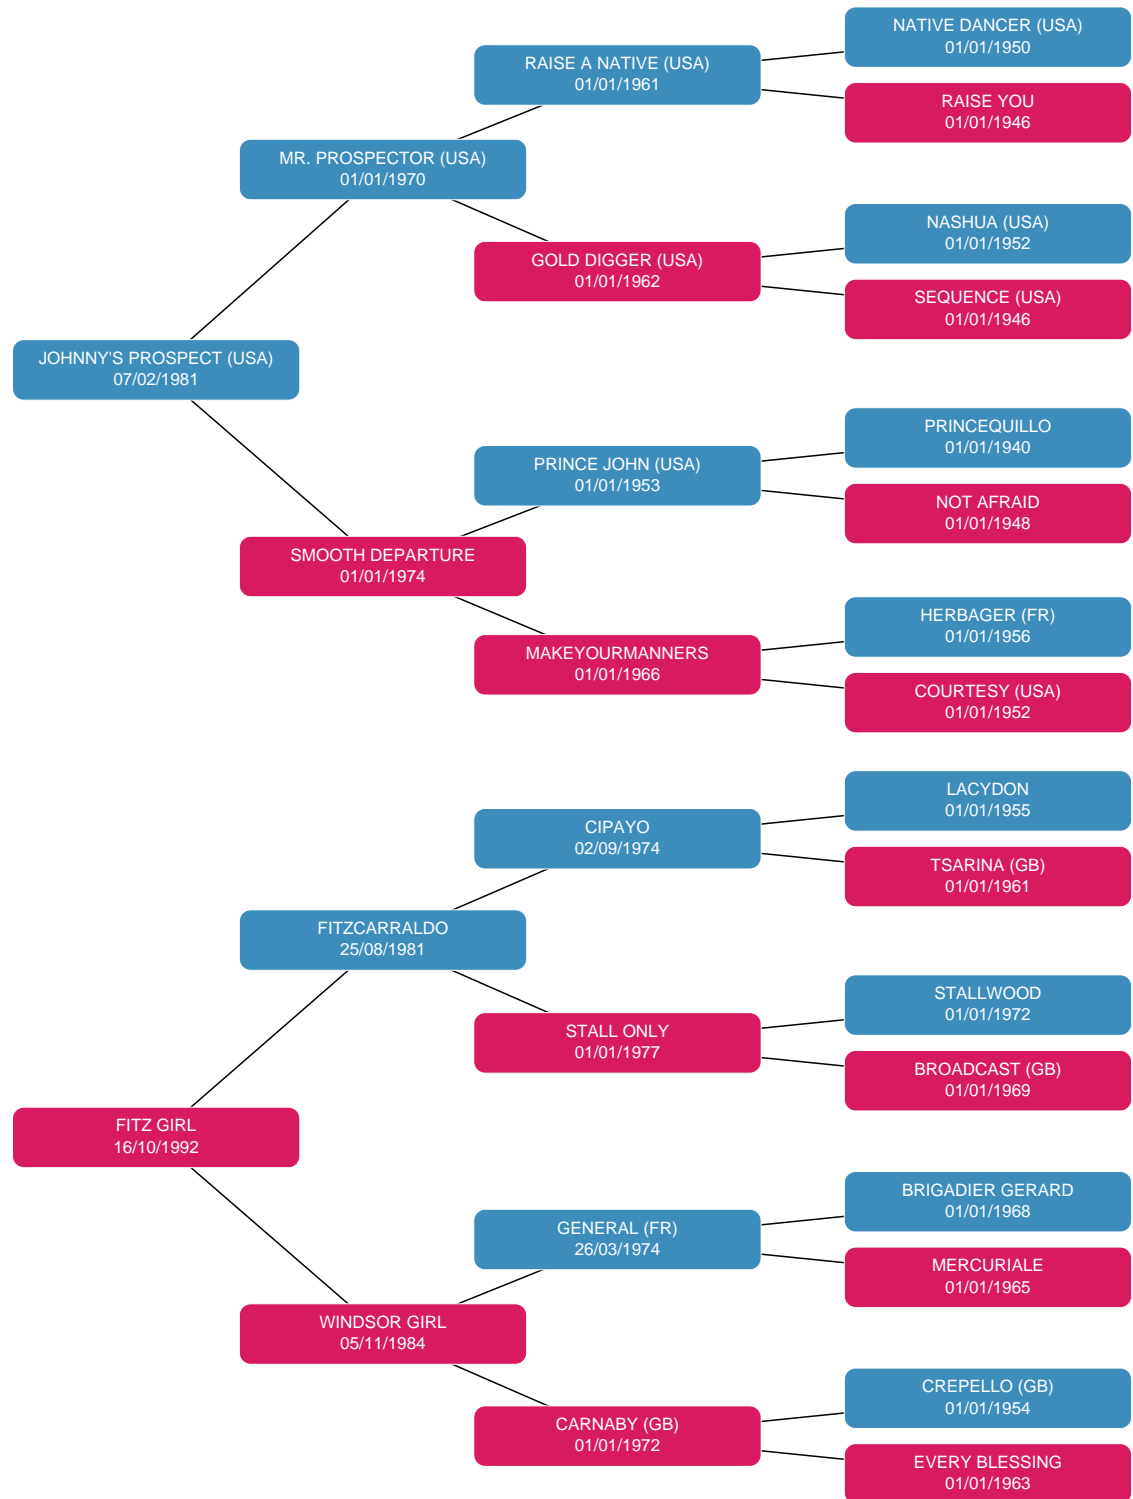 NATIVE DANCER (USA)
01/01/1950
RAISE A NATIVE (USA)
01/01/1961
RAISE YOU
01/01/1946
MR. PROSPECTOR (USA)
01/01/1970
NASHUA (USA)
01/01/1952
GOLD DIGGER (USA)
01/01/1962
SEQUENCE (USA)
01/01/1946
JOHNNY'S PROSPECT (USA)
07/02/1981
PRINCEQUILLO
01/01/1940
PRINCE JOHN (USA)
01/01/1953
NOT AFRAID
01/01/1948
SMOOTH DEPARTURE
01/01/1974
HERBAGER (FR)
01/01/1956
MAKEYOURMANNERS
01/01/1966
COURTESY (USA)
01/01/1952
LACYDON
01/01/1955
CIPAYO
02/09/1974
TSARINA (GB)
01/01/1961
FITZCARRALDO
25/08/1981
STALLWOOD
01/01/1972
STALL ONLY
01/01/1977
BROADCAST (GB)
01/01/1969
FITZ GIRL
16/10/1992
BRIGADIER GERARD
01/01/1968
GENERAL (FR)
26/03/1974
MERCURIALE
01/01/1965
WINDSOR GIRL
05/11/1984
CREPELLO (GB)
01/01/1954
CARNABY (GB)
01/01/1972
EVERY BLESSING
01/01/1963